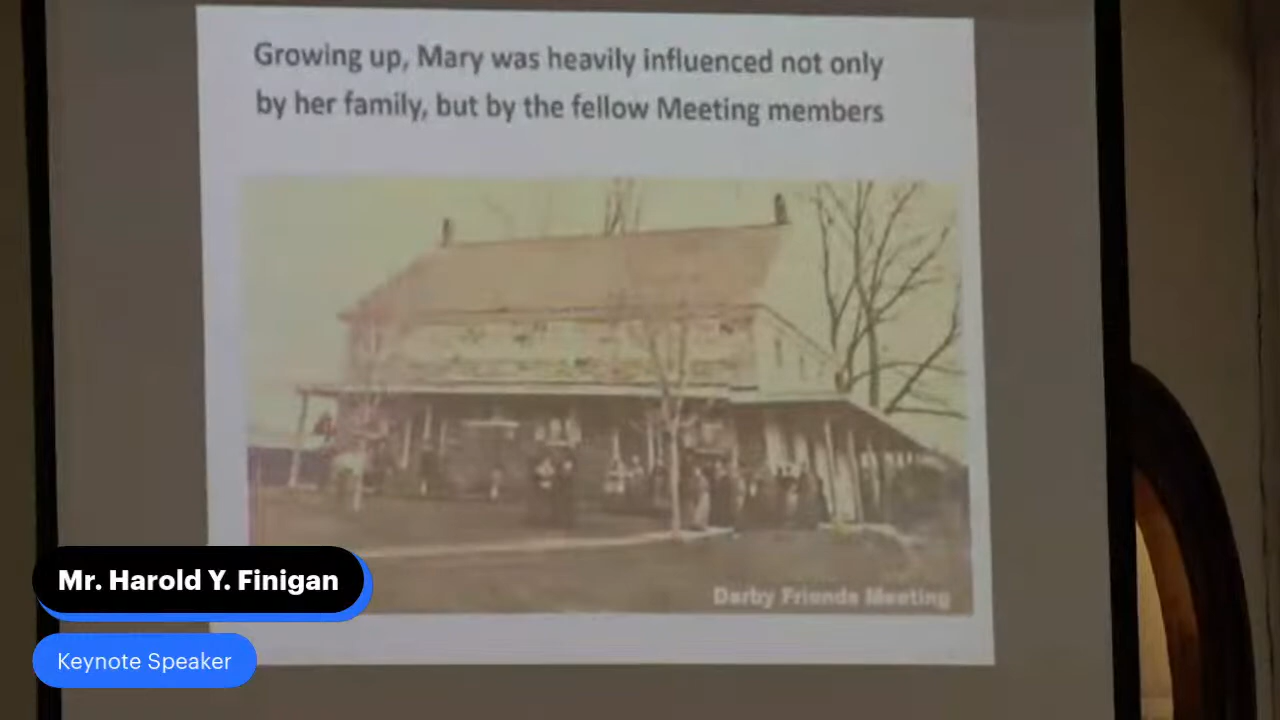 Growing up, Mary was heavily influenced not only
by her family, but by the fellow Meeting members
Darby Friends Meeting
Mr. Harold Y. Finigan
Keynote Speaker